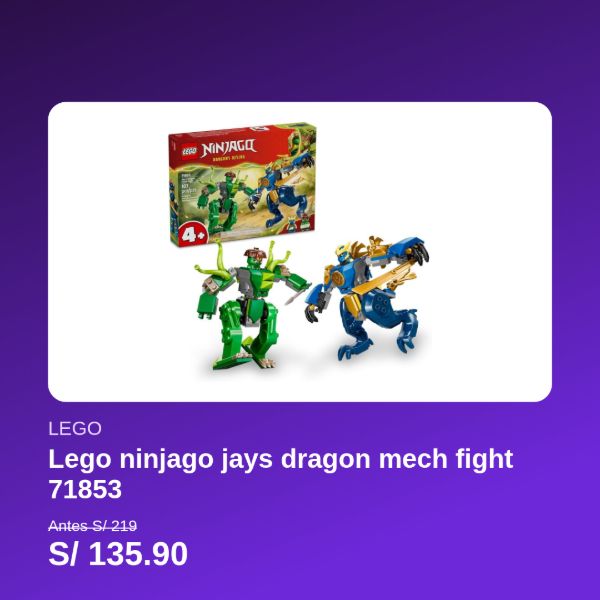 LEGO
NINJAGO
4+
LEGO
Lego ninjago jays dragon mech fight
71853
Antes S/ 219
S/ 135.90